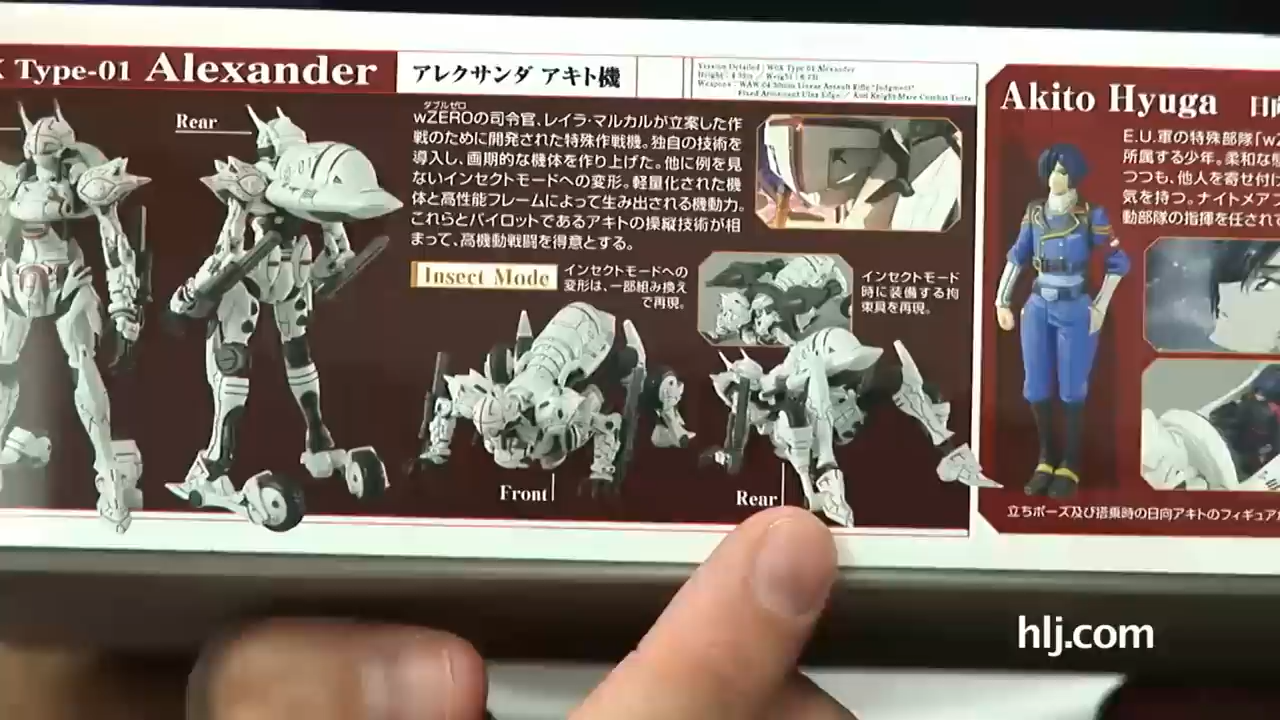 X Type-01 Alexander
アレクサンダ アキト機
Version Detailed | W0X Type 01 Alexander
Rear
ダブルゼロ
wZEROの司令官、レイラ・マルカルが立案した作
戦のために開発された特殊作戦機。独自の技術を
導入し、画期的な機体を作り上げた。他に例を見
ないインセクトモードへの変形。軽量化された機
体と高性能フレームによって生み出される機動力。
これらとパイロットであるアキトの操縦技術が相
まって、高機動戦闘を得意とする。
Insect Mode
インセクトモードへの
変形は、一部組み換え
で再現。
インセクトモード
時に装備する拘
束具を再現。
Front
Rear
Akito Hyuga
E.U.軍の特殊部隊「w
所属する少年。柔和な
つつも、他人を寄せ付け
気を持つ。ナイトメアフ
動部隊の指揮を任されて
立ちポーズ及び搭乗時の日向アキトのフィギュア
hlj.com